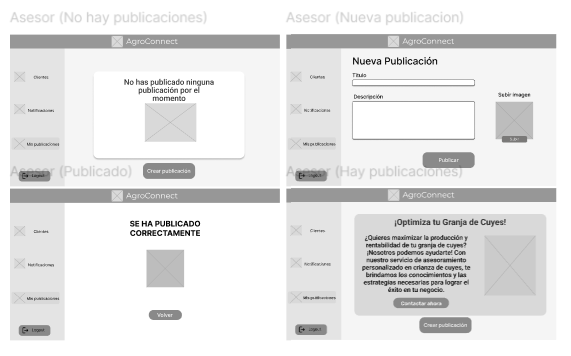 Asesor (No hay publicaciones)
AgroConnect
Clientes
Notificaciones
Mis publicaciones
Logout
No has publicado ninguna
publicación por el
momento
Crear publicación
Asesor (Nueva publicacion)
AgroConnect
Clientes
Notificaciones
Mis publicaciones
Logout
Nueva Publicación
Título
Descripción
Subir imagen
Publicar
Asesor (Publicado)
AgroConnect
Clientes
Notificaciones
Mis publicaciones
Logout
SE HA PUBLICADO
CORRECTAMENTE
Volver
Asesor (Hay publicaciones)
AgroConnect
Clientes
Notificaciones
Mis publicaciones
Logout
¡Optimiza tu Granja de Cuyes!
¿Quieres maximizar la producción y
rentabilidad de tu granja de cuyes?
¡Nosotros podemos ayudarte! Con
nuestro servicio de asesoramiento
personalizado en crianza de cuyes, te
brindamos los conocimientos y las
estrategias necesarias para lograr el
éxito en tu negocio.
Contactar ahora
Crear publicación